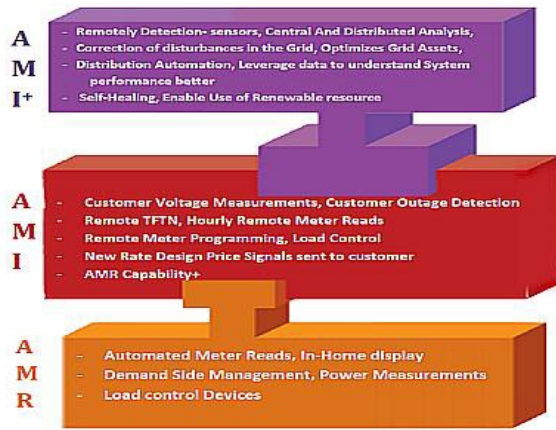 A
M
I+
- Remotely Detection- sensors, Central And Distributed Analysis,
- Correction of disturbances in the Grid, Optimizes Grid Assets,
- Distribution Automation, Leverage data to understand System
performance better
- Self-Healing, Enable Use of Renewable resource
A
M
I
- Customer Voltage Measurements, Customer Outage Detection
- Remote TFTN, Hourly Remote Meter Reads
- Remote Meter Programming, Load Control
- New Rate Design Price Signals sent to customer
- AMR Capability+
A
M
R
- Automated Meter Reads, In-Home display
- Demand Side Management, Power Measurements
- Load control Devices